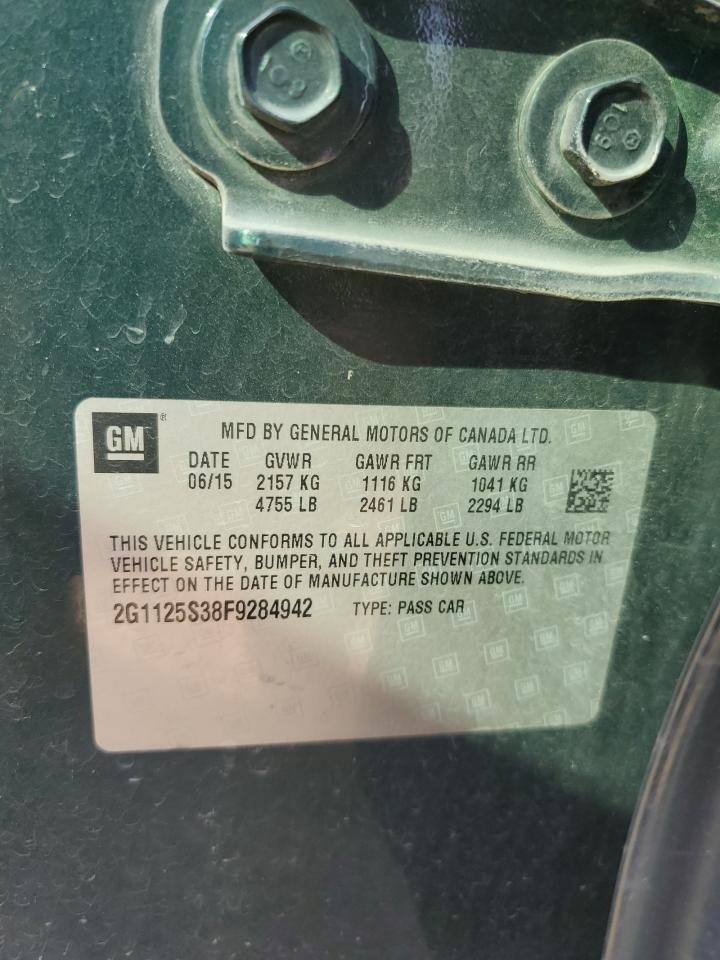 GM
MFD BY GENERAL MOTORS OF CANADA LTD.
DATE GVWR GAWR FRT GAWR RR
06/15 2157 KG 1116 KG 1041 KG
4755 LB 2461 LB 2294 LB
THIS VEHICLE CONFORMS TO ALL APPLICABLE U.S. FEDERAL MOTOR
VEHICLE SAFETY, BUMPER, AND THEFT PREVENTION STANDARDS IN
EFFECT ON THE DATE OF MANUFACTURE SHOWN ABOVE.
2G1125S38F9284942 TYPE: PASS CAR